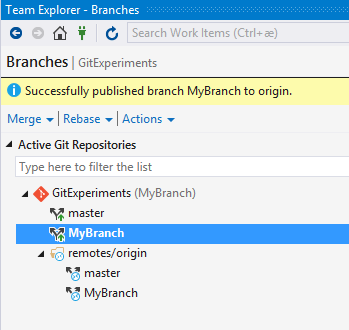 Team Explorer - Branches
Search Work Items (Ctrl+æ)
Branches | GitExperiments
Successfully published branch MyBranch to origin.
Merge Rebase Actions
Active Git Repositories
Type here to filter the list
GitExperiments (MyBranch)
master
MyBranch
remotes/origin
master
MyBranch